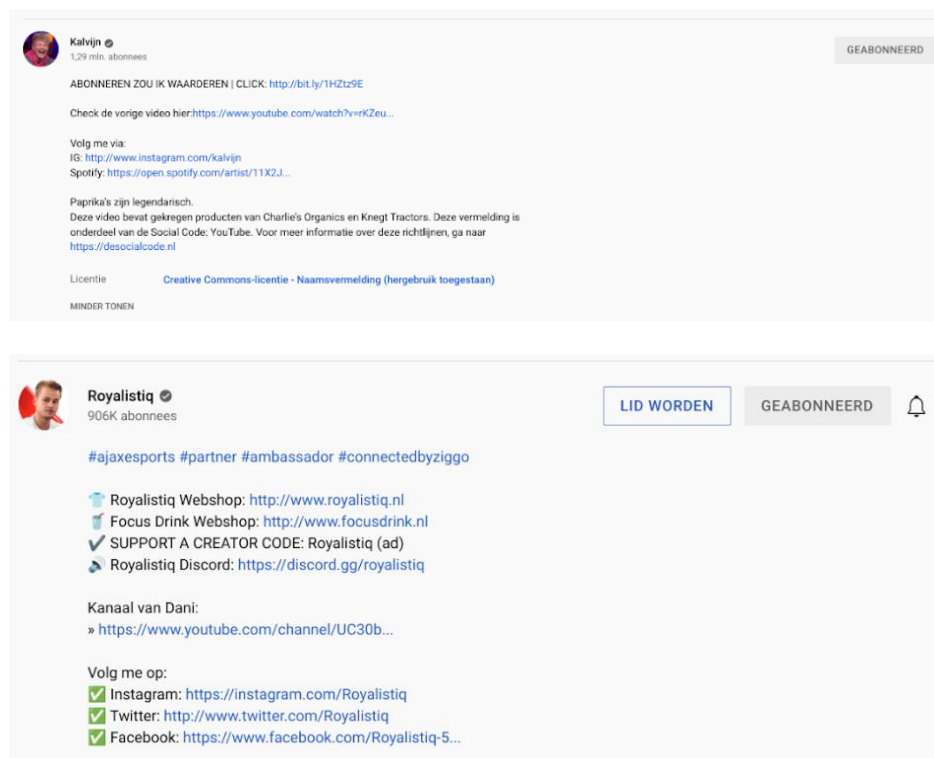 Kalvijn
1,29 mln. abonnees
GEABONNEERD
ABONNEREN ZOU IK WAARDEREN | CLICK: http://bit.ly/1HZtz9E
Check de vorige video hier:https://www.youtube.com/watch?v=rKZeu...
Volg me via:
IG: http://www.instagram.com/kalvijn
Spotify: https://open.spotify.com/artist/11X2J...
Paprika's zijn legendarisch.
Deze video bevat gekregen producten van Charlie's Organics en Knegt Tractors. Deze vermelding is
onderdeel van de Social Code: YouTube. Voor meer informatie over deze richtlijnen, ga naar
https://desocialcode.nl
Licentie Creative Commons-licentie - Naamsvermelding (hergebruik toegestaan)
MINDER TONEN
Royalistiq
906K abonnees
LID WORDEN GEABONNEERD
#ajaxesports #partner #ambassador #connectedbyziggo
👕 Royalistiq Webshop: http://www.royalistiq.nl
🥤 Focus Drink Webshop: http://www.focusdrink.nl
✔️ SUPPORT A CREATOR CODE: Royalistiq (ad)
🔊 Royalistiq Discord: https://discord.gg/royalistiq
Kanaal van Dani:
» https://www.youtube.com/channel/UC30b...
Volg me op:
✅ Instagram: https://instagram.com/Royalistiq
✅ Twitter: http://www.twitter.com/Royalistiq
✅ Facebook: https://www.facebook.com/Royalistiq-5...